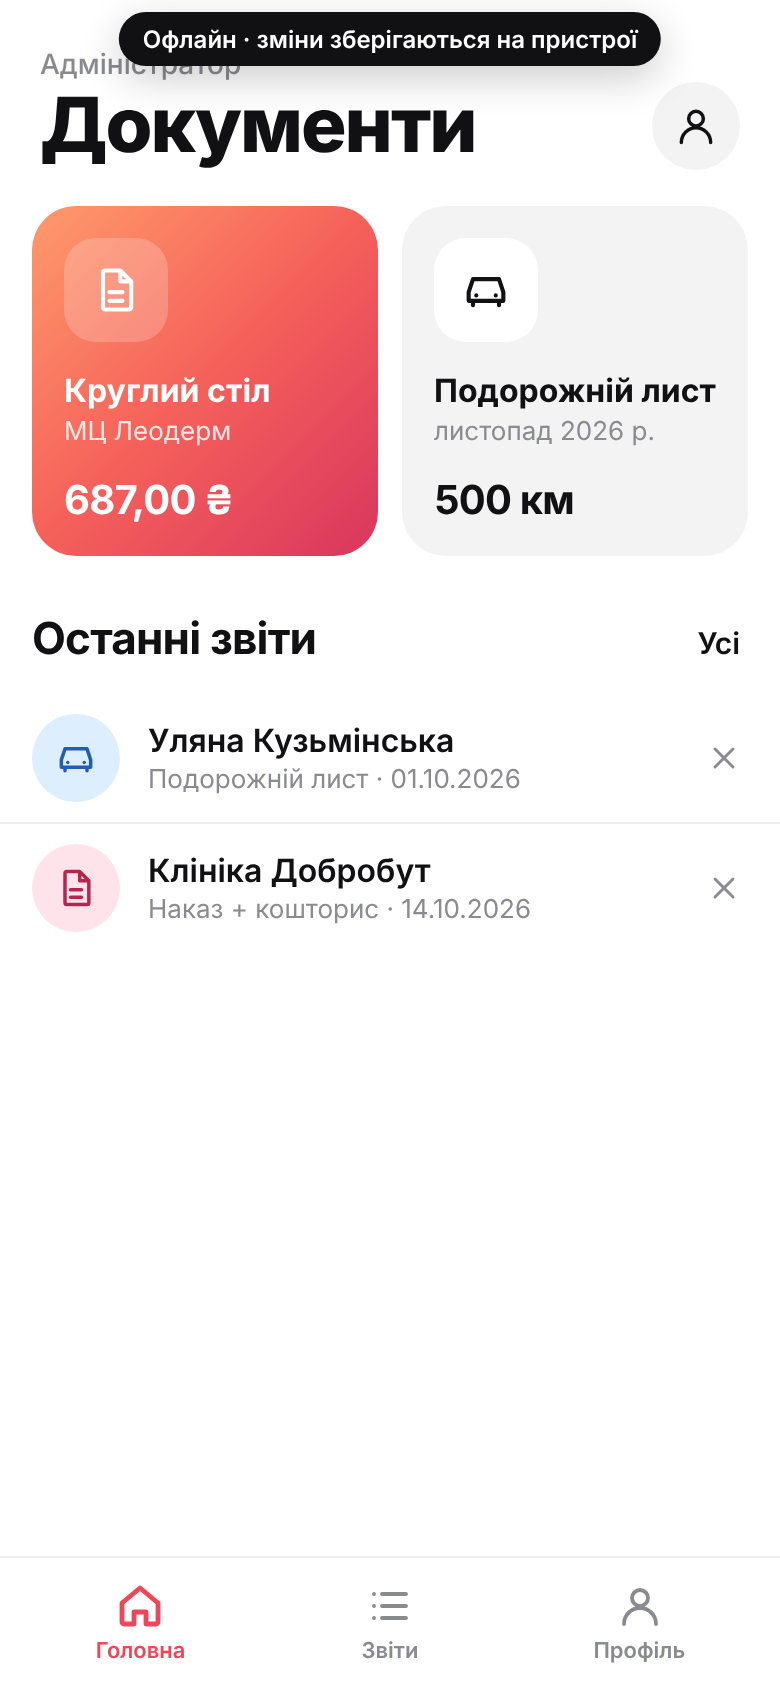 Офлайн · зміни зберігаються на пристрої
Адміністратор
Документи
Круглий стіл
МЦ Леодерм
687,00 ₴
Подорожній лист
листопад 2026 р.
500 км
Останні звіти
Усі
Уляна Кузьмінська
Подорожній лист · 01.10.2026
Клініка Добробут
Наказ + кошторис · 14.10.2026
Головна
Звіти
Профіль